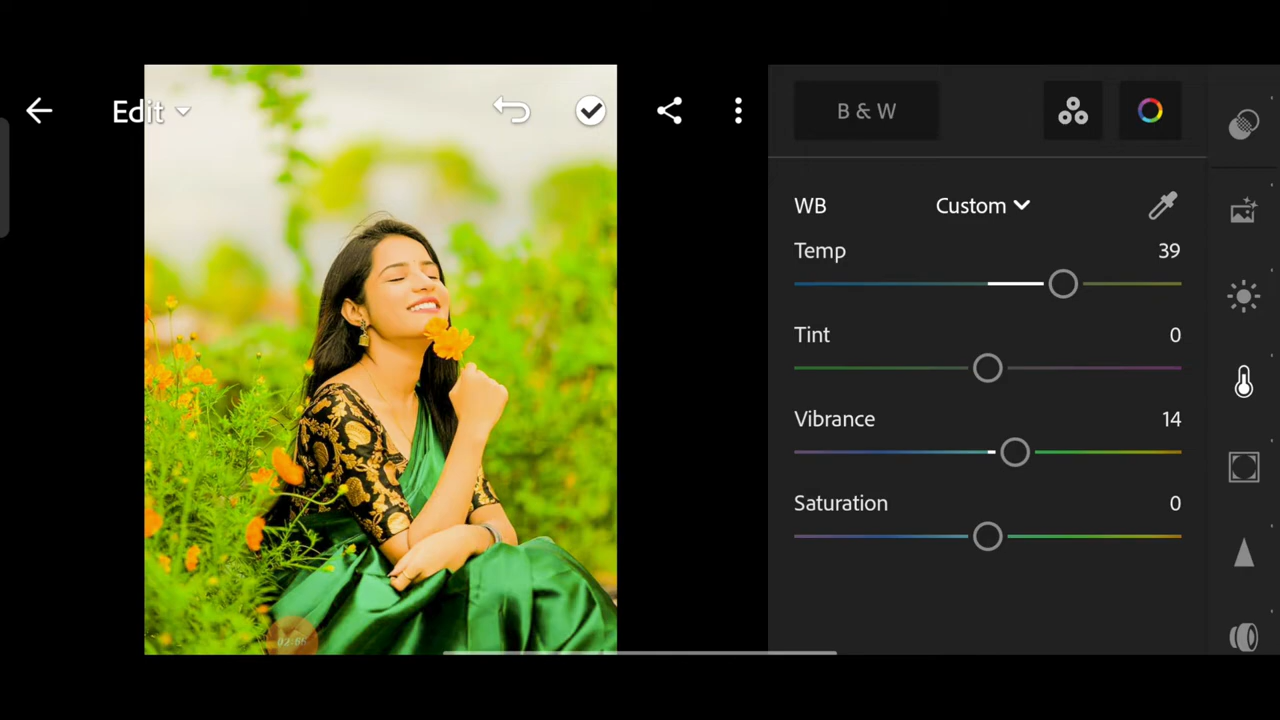 Edit
B & W
WB Custom
Temp 39
Tint 0
Vibrance 14
Saturation 0